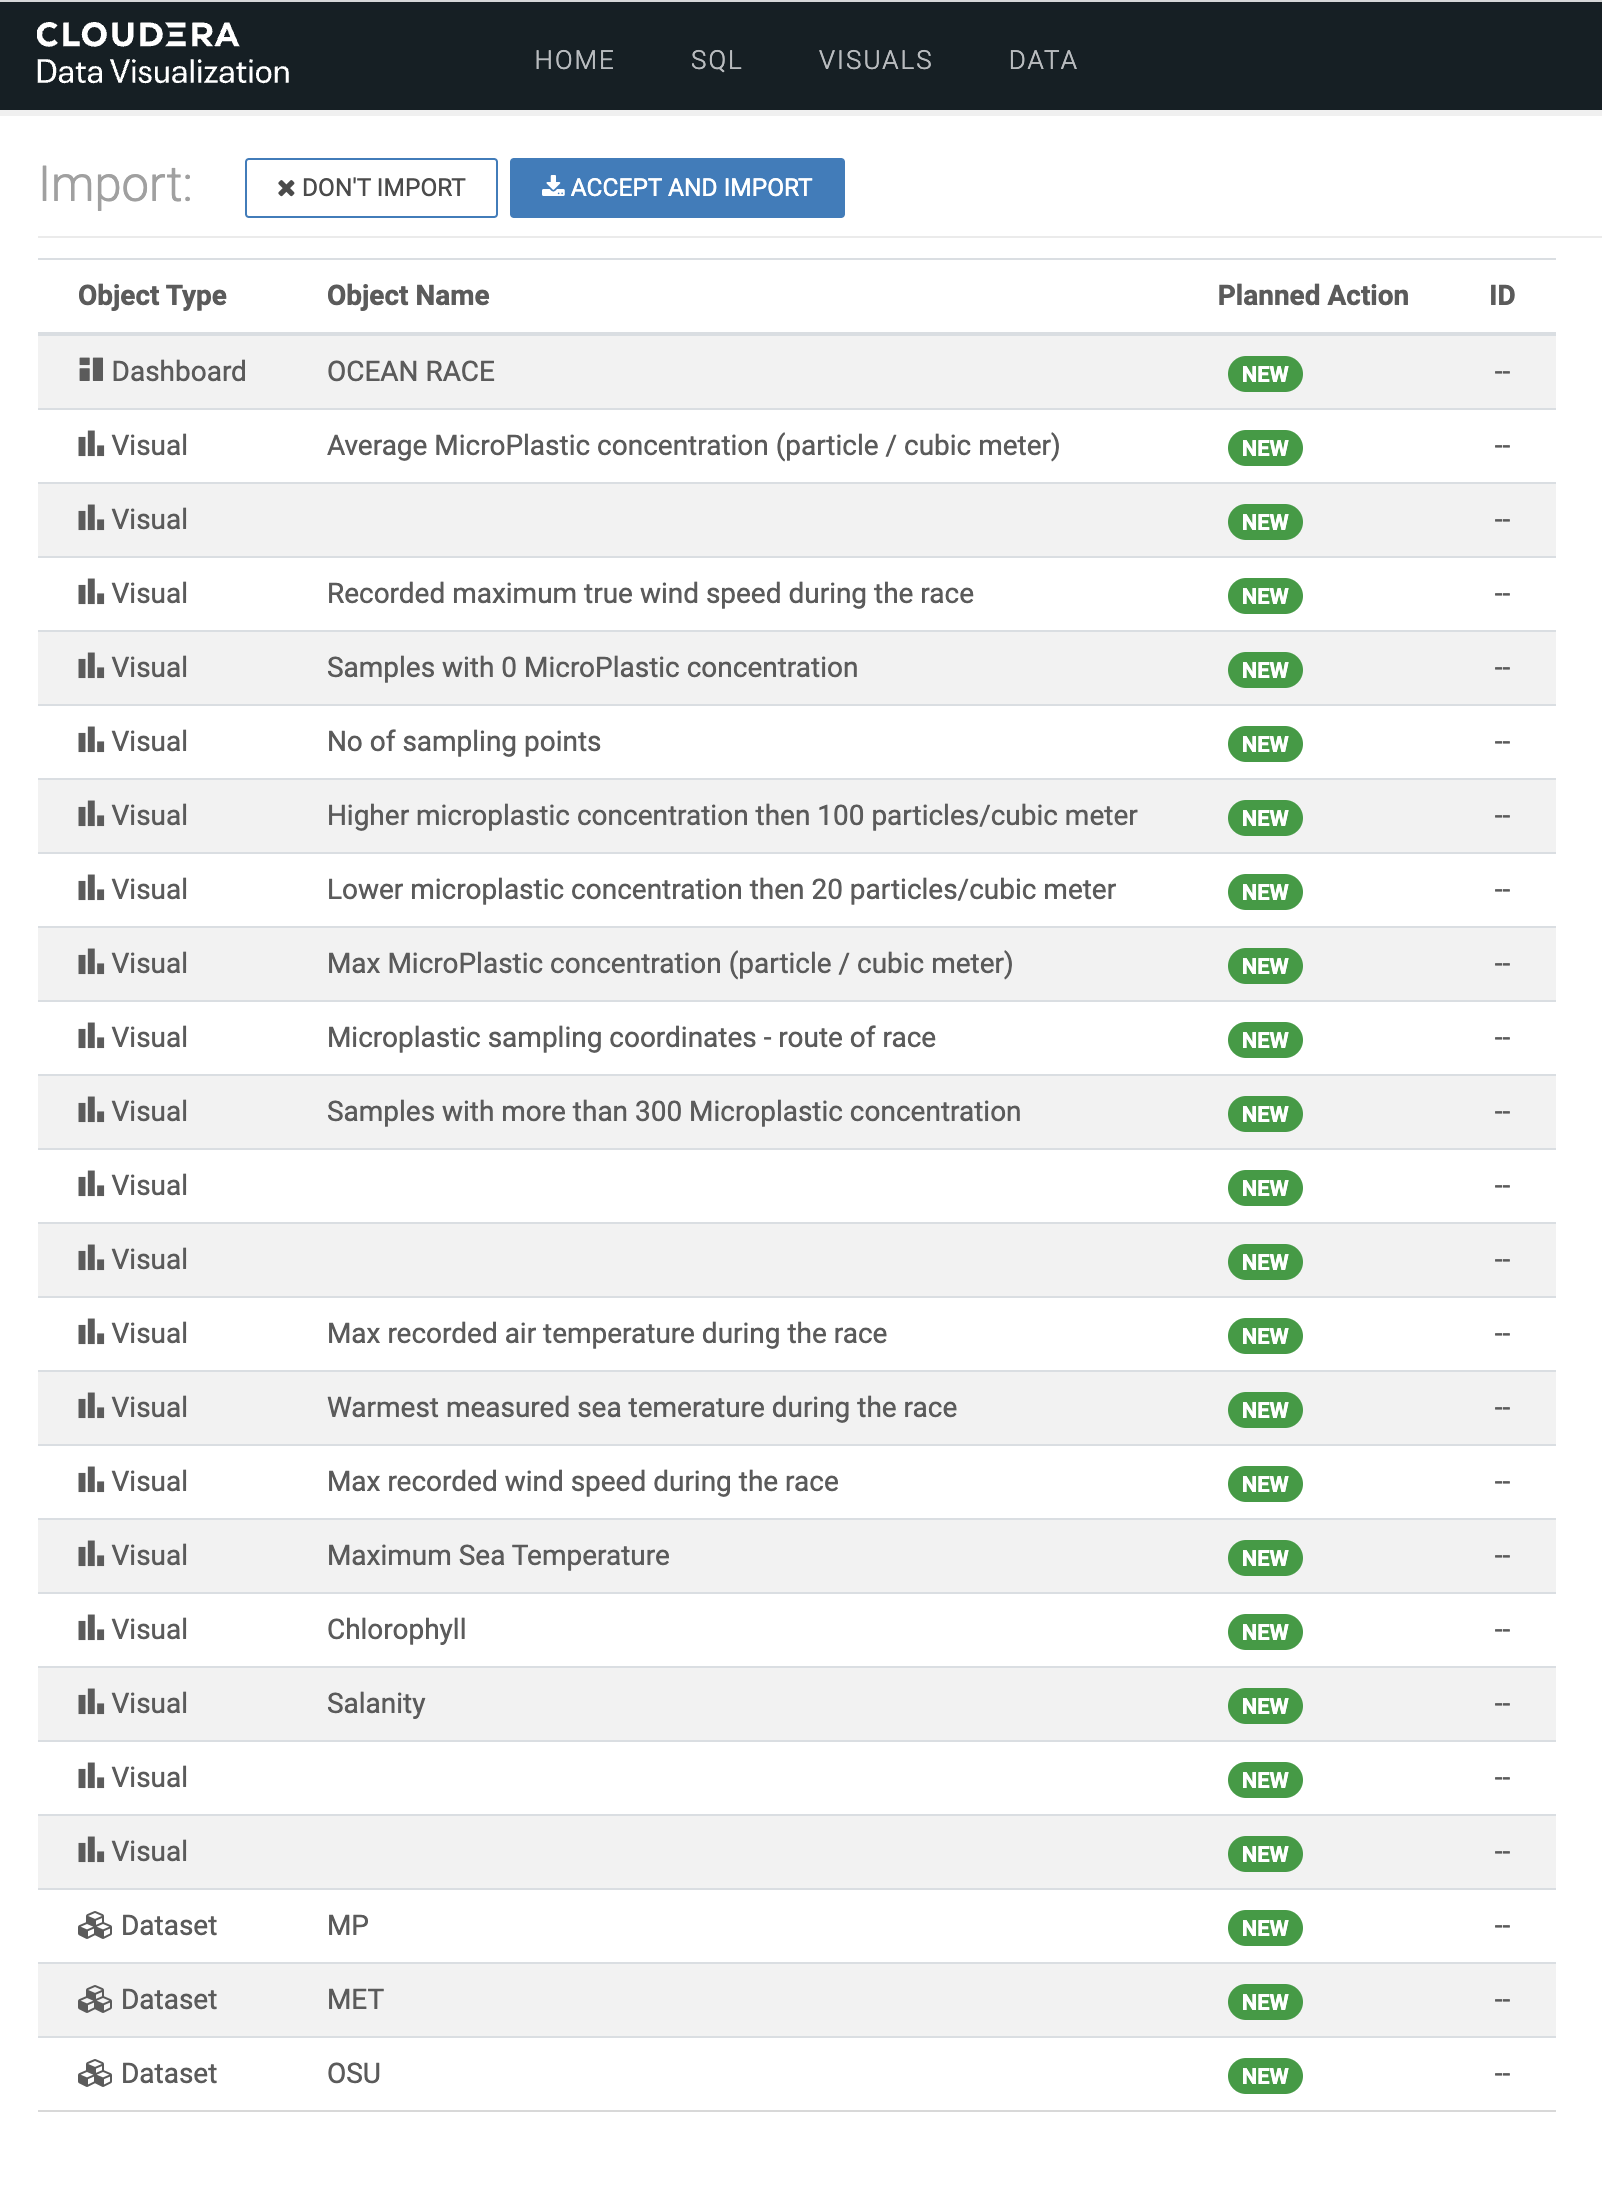 CLOUDERA
Data Visualization
HOME SQL VISUALS DATA
Import: DON'T IMPORT ACCEPT AND IMPORT
Object Type Object Name Planned Action ID
Dashboard OCEAN RACE NEW --
Visual Average MicroPlastic concentration (particle / cubic meter) NEW --
Visual NEW --
Visual Recorded maximum true wind speed during the race NEW --
Visual Samples with 0 MicroPlastic concentration NEW --
Visual No of sampling points NEW --
Visual Higher microplastic concentration then 100 particles/cubic meter NEW --
Visual Lower microplastic concentration then 20 particles/cubic meter NEW --
Visual Max MicroPlastic concentration (particle / cubic meter) NEW --
Visual Microplastic sampling coordinates - route of race NEW --
Visual Samples with more than 300 Microplastic concentration NEW --
Visual NEW --
Visual NEW --
Visual Max recorded air temperature during the race NEW --
Visual Warmest measured sea temerature during the race NEW --
Visual Max recorded wind speed during the race NEW --
Visual Maximum Sea Temperature NEW --
Visual Chlorophyll NEW --
Visual Salanity NEW --
Visual NEW --
Visual NEW --
Dataset MP NEW --
Dataset MET NEW --
Dataset OSU NEW --